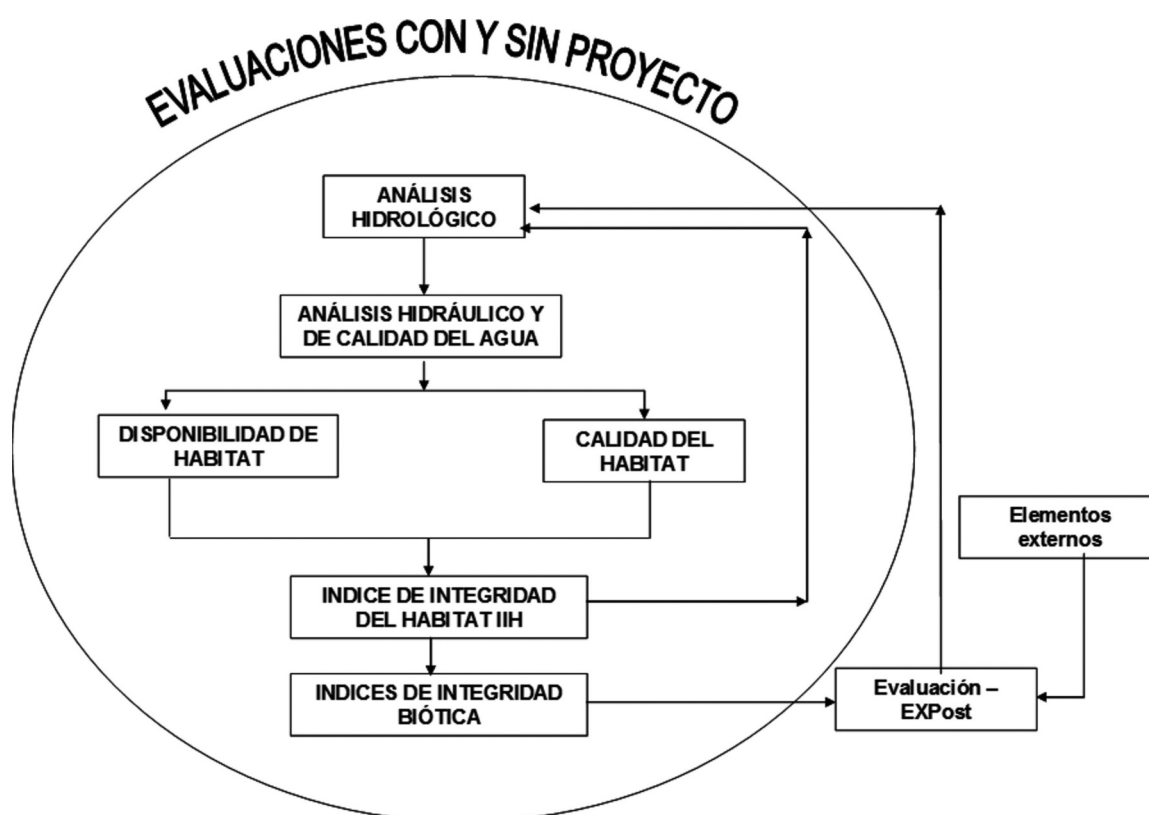 EVALUACIONES CON Y SIN PROYECTO
ANÁLISIS
HIDROLÓGICO
ANÁLISIS HIDRÁULICO Y
DE CALIDAD DEL AGUA
DISPONIBILIDAD DE
HABITAT
CALIDAD DEL
HABITAT
Elementos
externos
INDICE DE INTEGRIDAD
DEL HABITAT IIH
INDICES DE INTEGRIDAD
BIÓTICA
Evaluación –
EXPost